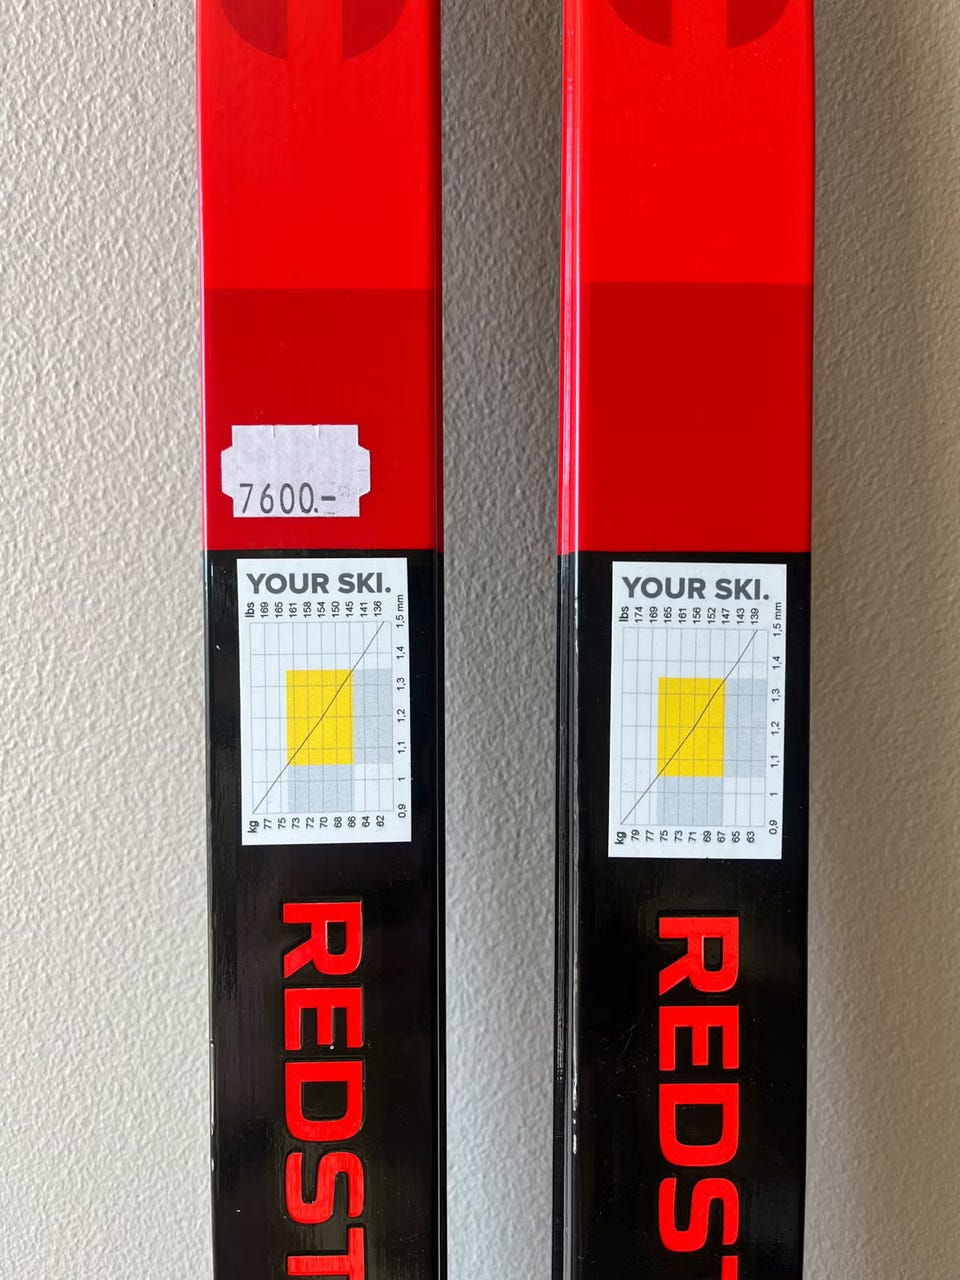 7600.-
YOUR SKI.
lbs 169 165 161 158 154 150 145 141 136
1,5 mm
1,4
1,3
1,2
1,1
1
0,9
kg 77 75 73 72 70 68 66 64 62
REDST
YOUR SKI.
lbs 174 169 165 161 156 152 147 143 139
1,5 mm
1,4
1,3
1,2
1,1
1
0,9
kg 79 77 75 73 71 69 67 65 63
REDST